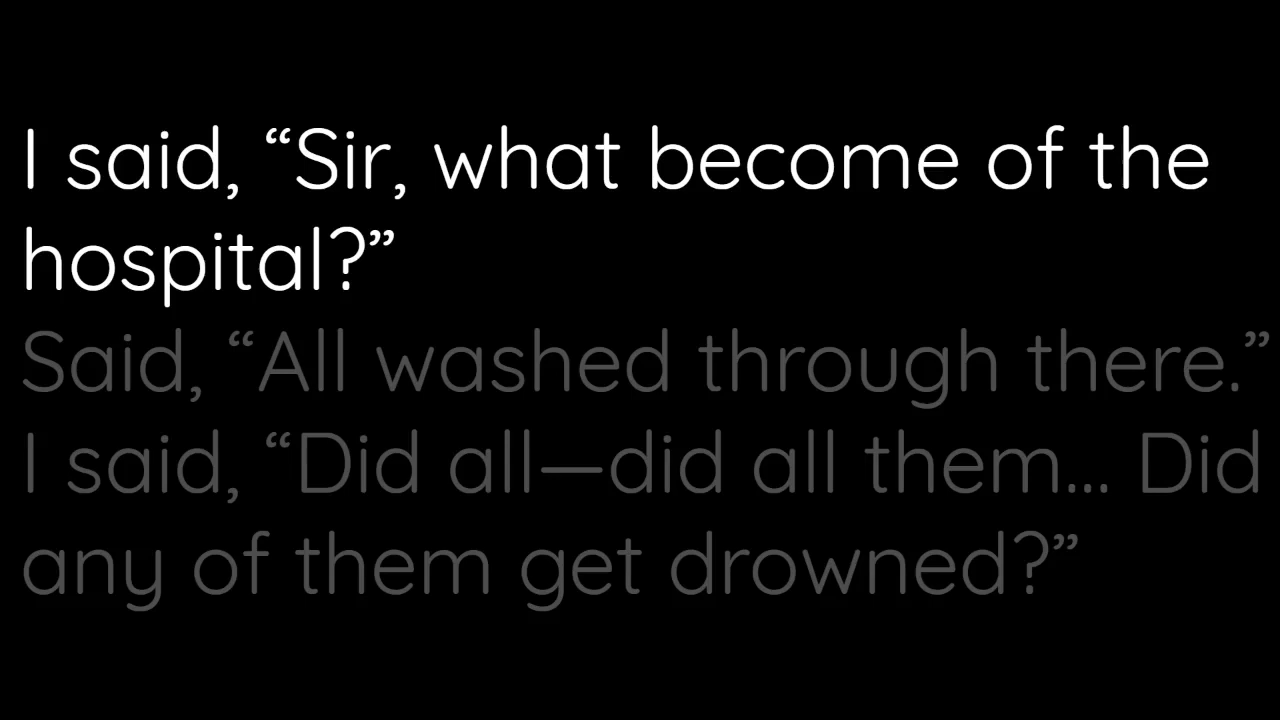 I said, “Sir, what become of the
hospital?”
Said, “All washed through there.”
I said, “Did all—did all them... Did
any of them get drowned?”